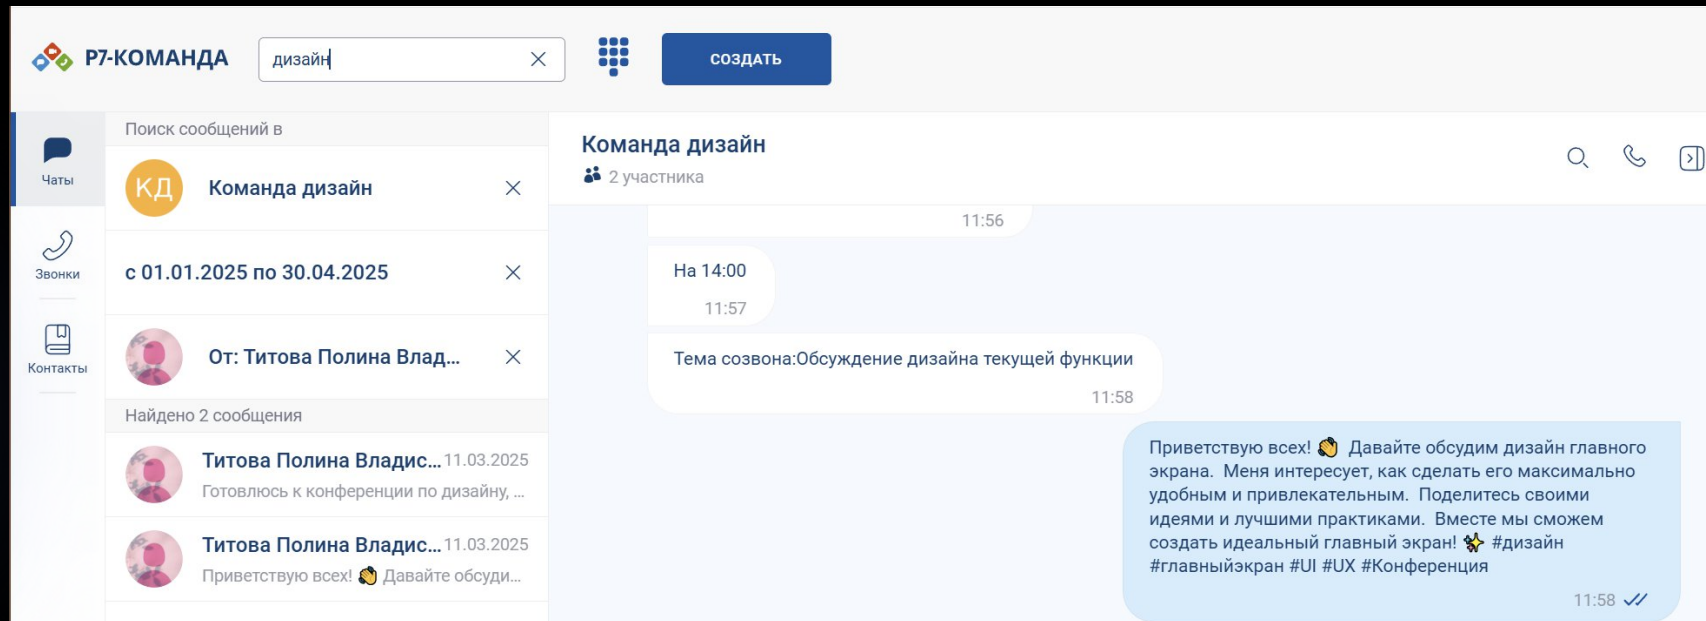 Р7-КОМАНДА
дизайн
СОЗДАТЬ
Чаты
Звонки
Контакты
Поиск сообщений в
КД
Команда дизайн
с 01.01.2025 по 30.04.2025
От: Титова Полина Влад...
Найдено 2 сообщения
Титова Полина Владис... 11.03.2025
Готовлюсь к конференции по дизайну, ...
Титова Полина Владис... 11.03.2025
Приветствую всех! 👏 Давайте обсуди...
Команда дизайн
2 участника
11:56
На 14:00
11:57
Тема созвона:Обсуждение дизайна текущей функции
11:58
Приветствую всех! 👏 Давайте обсудим дизайн главного
экрана. Меня интересует, как сделать его максимально
удобным и привлекательным. Поделитесь своими
идеями и лучшими практиками. Вместе мы сможем
создать идеальный главный экран! ✨ #дизайн
#главныйэкран #UI #UX #Конференция
11:58